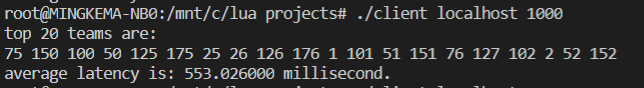 root@MINGKEMA-NB0:/mnt/c/lua projects# ./client localhost 1000
top 20 teams are:
75 150 100 50 125 175 25 26 126 176 1 101 51 151 76 127 102 2 52 152
average latency is: 553.026000 millisecond.